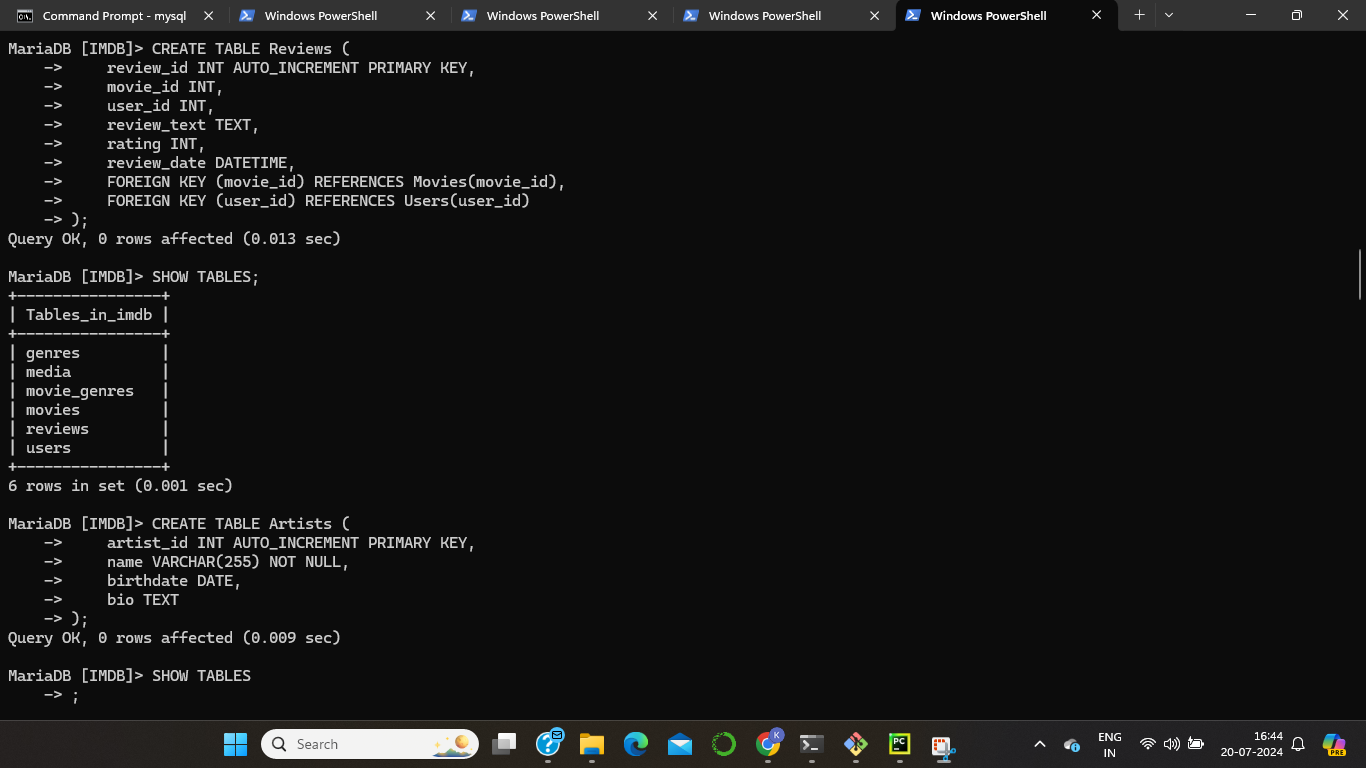 Command Prompt - mysql
Windows PowerShell
Windows PowerShell
Windows PowerShell
Windows PowerShell
MariaDB [IMDB]> CREATE TABLE Reviews (
    ->     review_id INT AUTO_INCREMENT PRIMARY KEY,
    ->     movie_id INT,
    ->     user_id INT,
    ->     review_text TEXT,
    ->     rating INT,
    ->     review_date DATETIME,
    ->     FOREIGN KEY (movie_id) REFERENCES Movies(movie_id),
    ->     FOREIGN KEY (user_id) REFERENCES Users(user_id)
    -> );
Query OK, 0 rows affected (0.013 sec)
MariaDB [IMDB]> SHOW TABLES;
+----------------+
| Tables_in_imdb |
+----------------+
| genres         |
| media          |
| movie_genres   |
| movies         |
| reviews        |
| users          |
+----------------+
6 rows in set (0.001 sec)
MariaDB [IMDB]> CREATE TABLE Artists (
    ->     artist_id INT AUTO_INCREMENT PRIMARY KEY,
    ->     name VARCHAR(255) NOT NULL,
    ->     birthdate DATE,
    ->     bio TEXT
    -> );
Query OK, 0 rows affected (0.009 sec)
MariaDB [IMDB]> SHOW TABLES
    -> ;
Search
K
PC
ENG
IN
16:44
20-07-2024
PRE